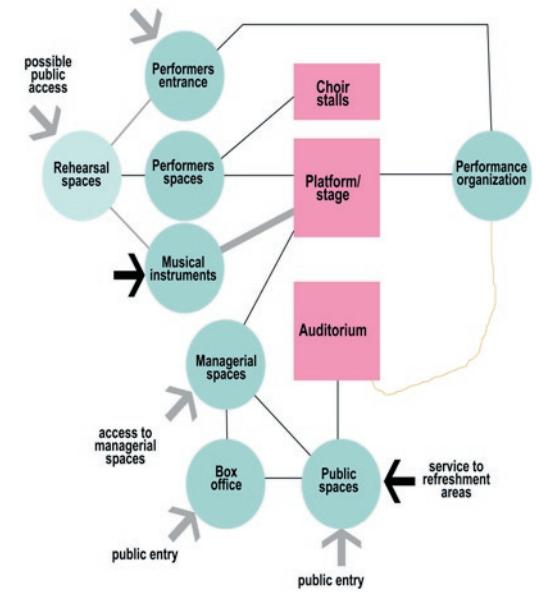 possible
public
access
Performers
entrance
Choir
stalls
Rehearsal
spaces
Performers
spaces
Platform/
stage
Performance
organization
Musical
instruments
Auditorium
Managerial
spaces
access to
managerial
spaces
Box
office
Public
spaces
service to
refreshment
areas
public entry
public entry